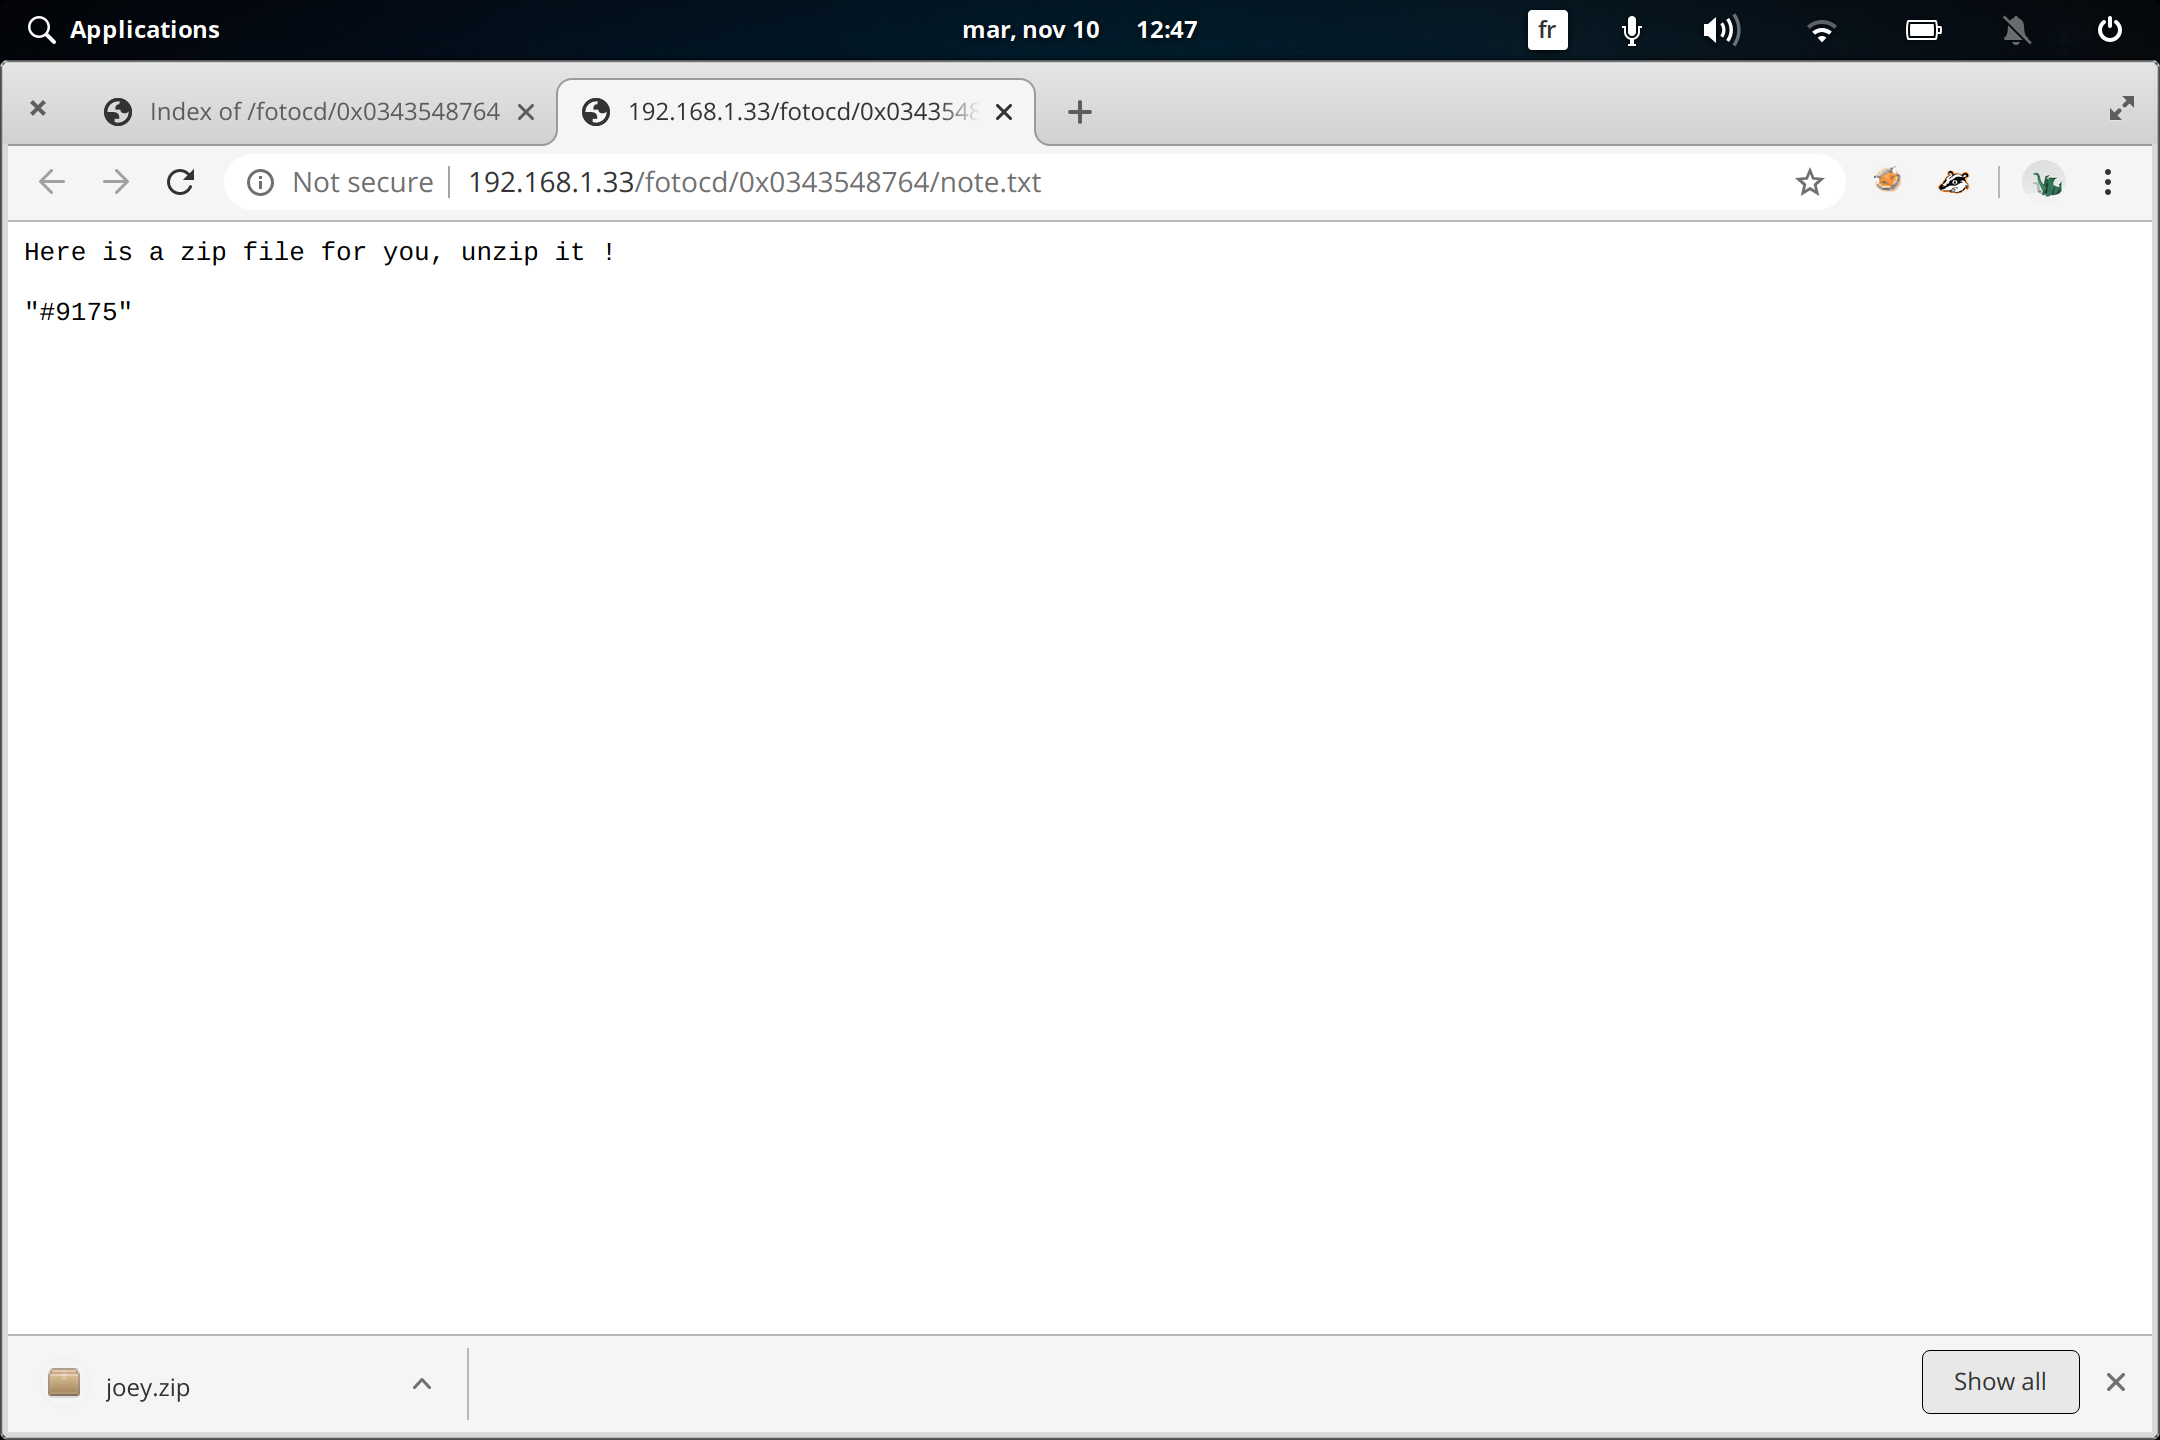 Applications
mar, nov 10 12:47
fr
Index of /fotocd/0x0343548764
192.168.1.33/fotocd/0x0343548
Not secure 192.168.1.33/fotocd/0x0343548764/note.txt
Here is a zip file for you, unzip it !
"#9175"
joey.zip
Show all